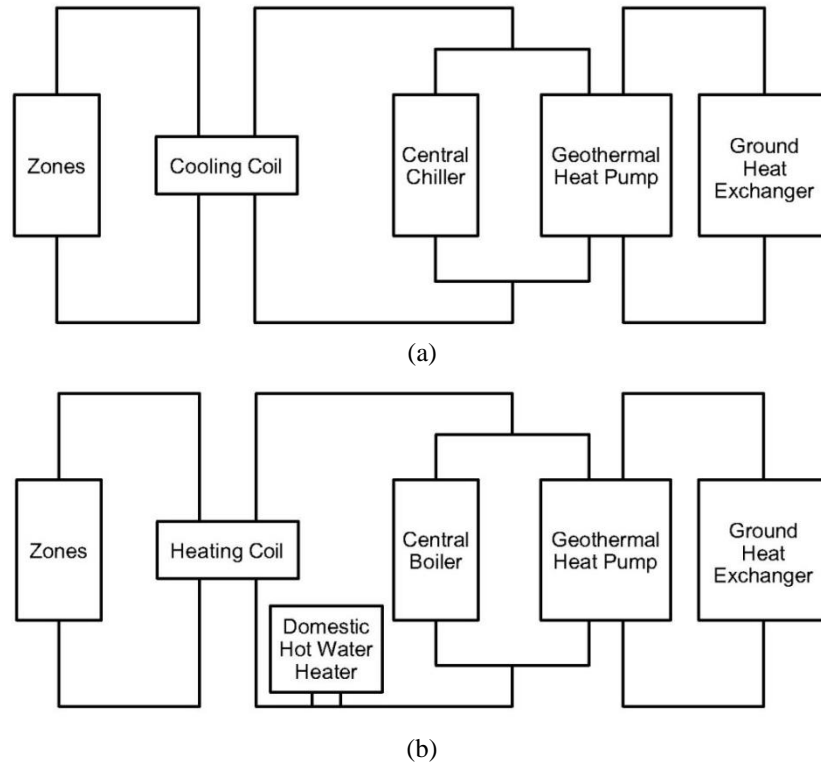 Zones
Cooling Coil
Central
Chiller
Geothermal
Heat Pump
Ground
Heat
Exchanger
(a)
Zones
Heating Coil
Domestic
Hot Water
Heater
Central
Boiler
Geothermal
Heat Pump
Ground
Heat
Exchanger
(b)